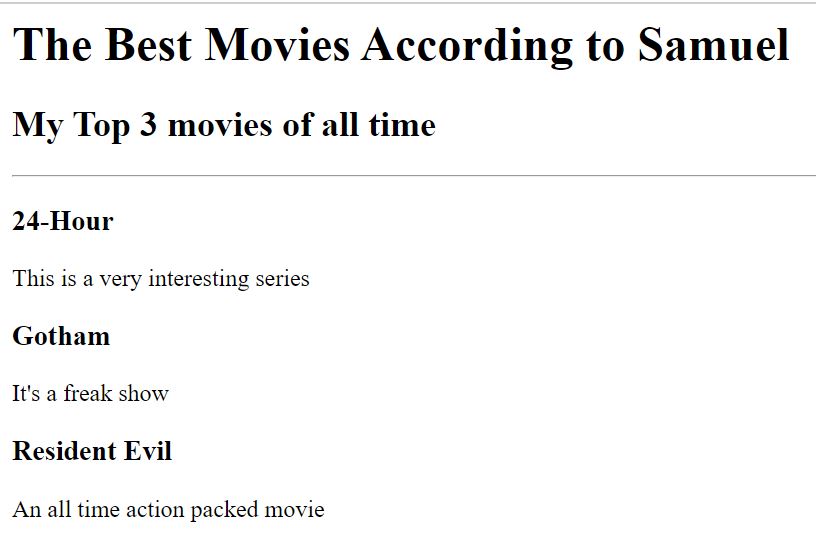 The Best Movies According to Samuel
My Top 3 movies of all time
24-Hour
This is a very interesting series
Gotham
It's a freak show
Resident Evil
An all time action packed movie